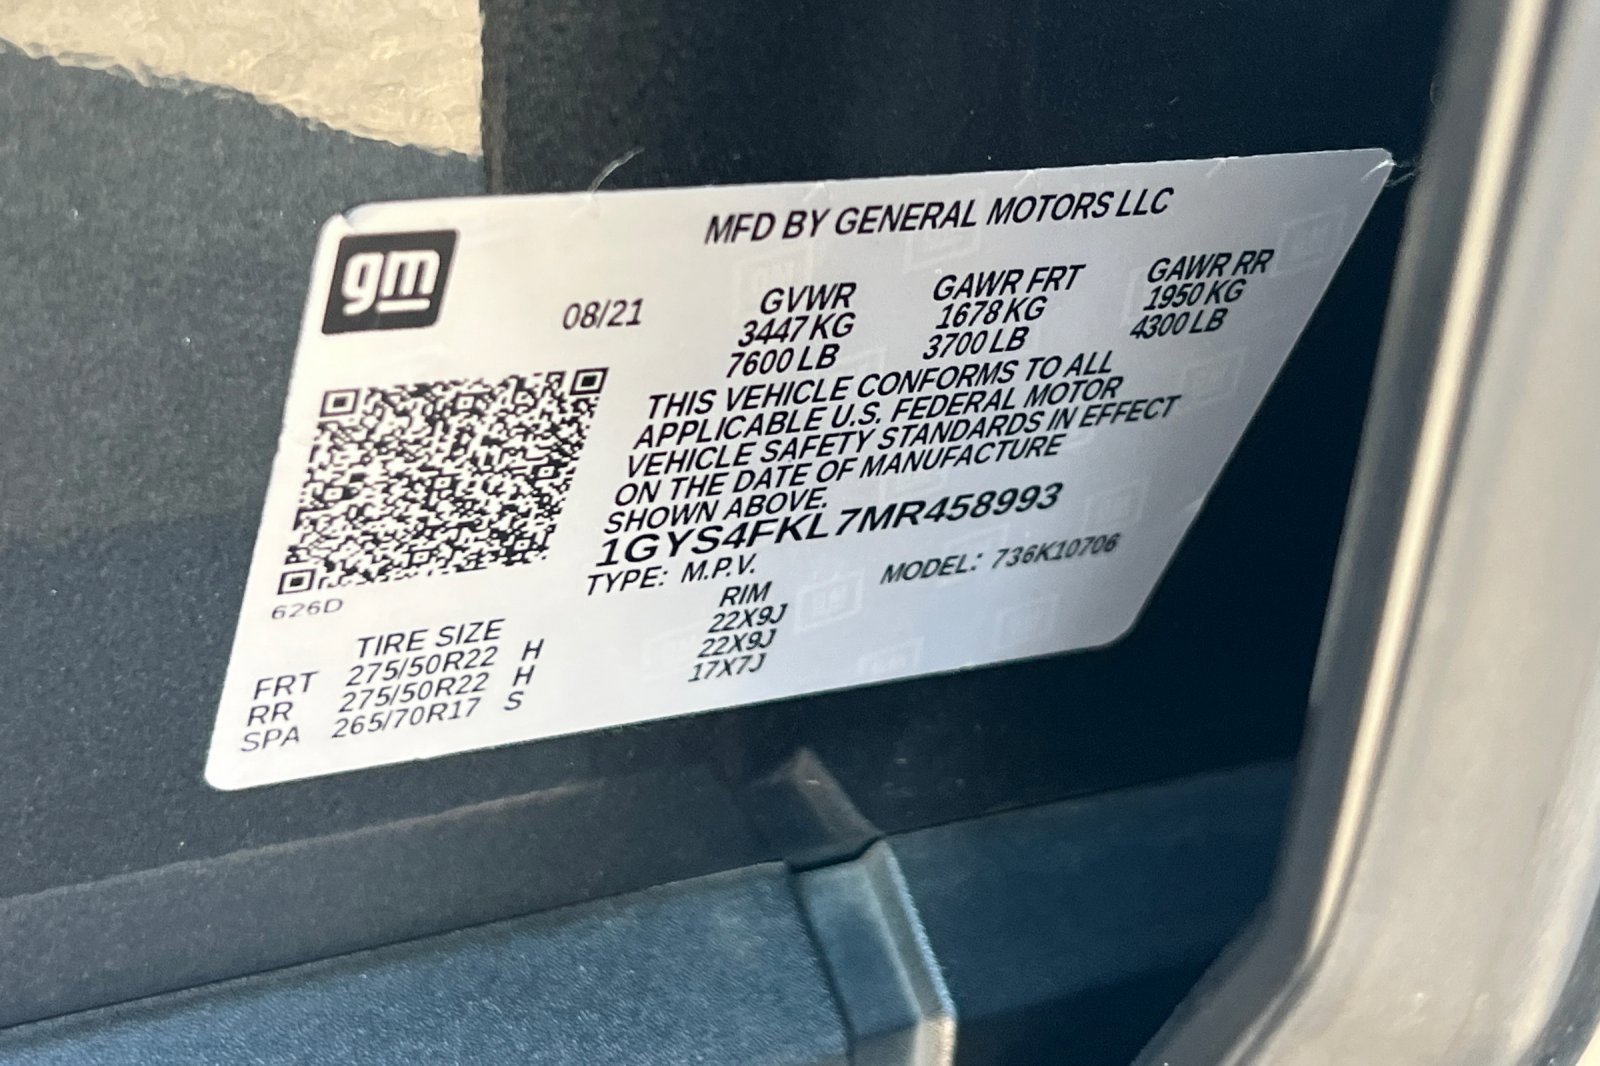 gm
MFD BY GENERAL MOTORS LLC
08/21
GVWR
3447 KG
7600 LB
GAWR FRT
1678 KG
3700 LB
GAWR RR
1950 KG
4300 LB
THIS VEHICLE CONFORMS TO ALL
APPLICABLE U.S. FEDERAL MOTOR
VEHICLE SAFETY STANDARDS IN EFFECT
ON THE DATE OF MANUFACTURE
SHOWN ABOVE.
1GYS4FKL7MR458993
TYPE: M.P.V.
MODEL: 736K10706
626D
TIRE SIZE RIM
FRT 275/50R22 H 22X9J
RR 275/50R22 H 22X9J
SPA 265/70R17 S 17X7J